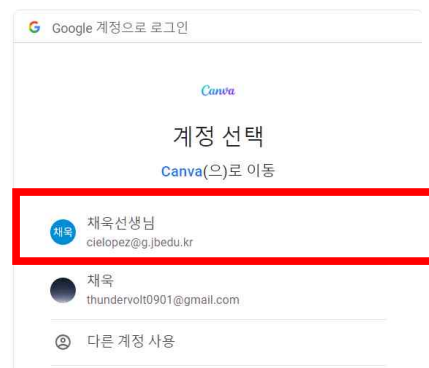 Google 계정으로 로그인
Canva
계정 선택
Canva(으)로 이동
채욱
채욱선생님
cielopez@g.jbedu.kr
채욱
thundervolt0901@gmail.com
다른 계정 사용